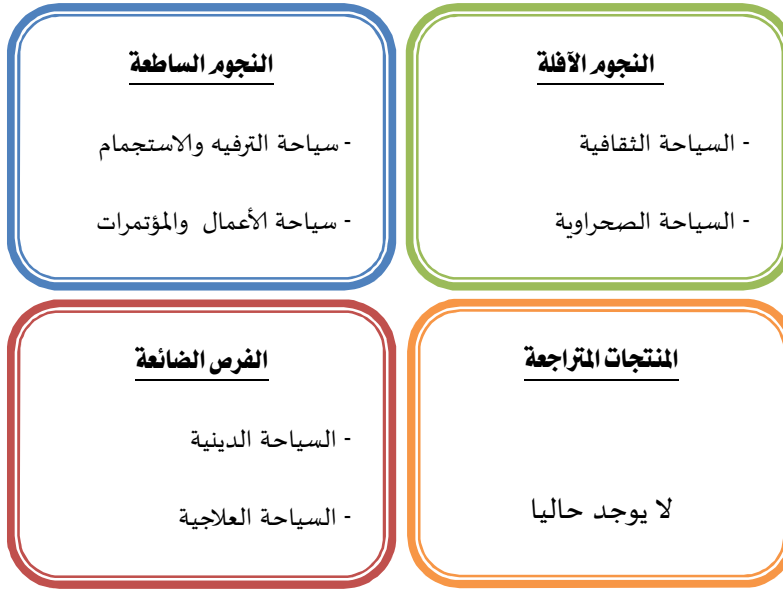 النجوم الآفلة
- السياحة الثقافية
- السياحة الصحراوية
النجوم الساطعة
- سياحة الترفيه والاستجمام
- سياحة الأعمال والمؤتمرات
المنتجات المتراجعة
لا يوجد حاليا
الفرص الضائعة
- السياحة الدينية
- السياحة العلاجية